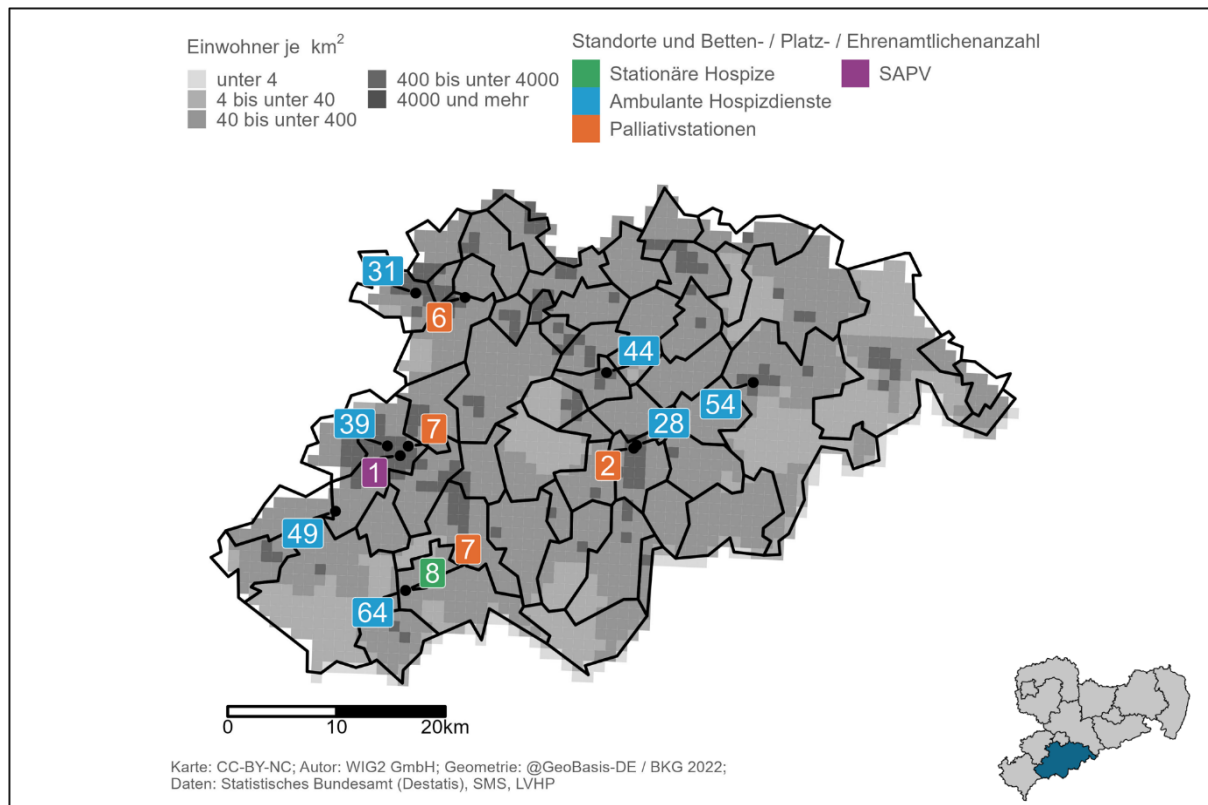 Einwohner je km²
unter 4
4 bis unter 40
40 bis unter 400
400 bis unter 4000
4000 und mehr
Standorte und Betten- / Platz- / Ehrenamtlichenanzahl
Stationäre Hospize
Ambulante Hospizdienste
Palliativstationen
SAPV
31
6
44
54
39
7
28
1
2
49
7
8
64
0 10 20km
Karte: CC-BY-NC; Autor: WIG2 GmbH; Geometrie: @GeoBasis-DE / BKG 2022;
Daten: Statistisches Bundesamt (Destatis), SMS, LVHP